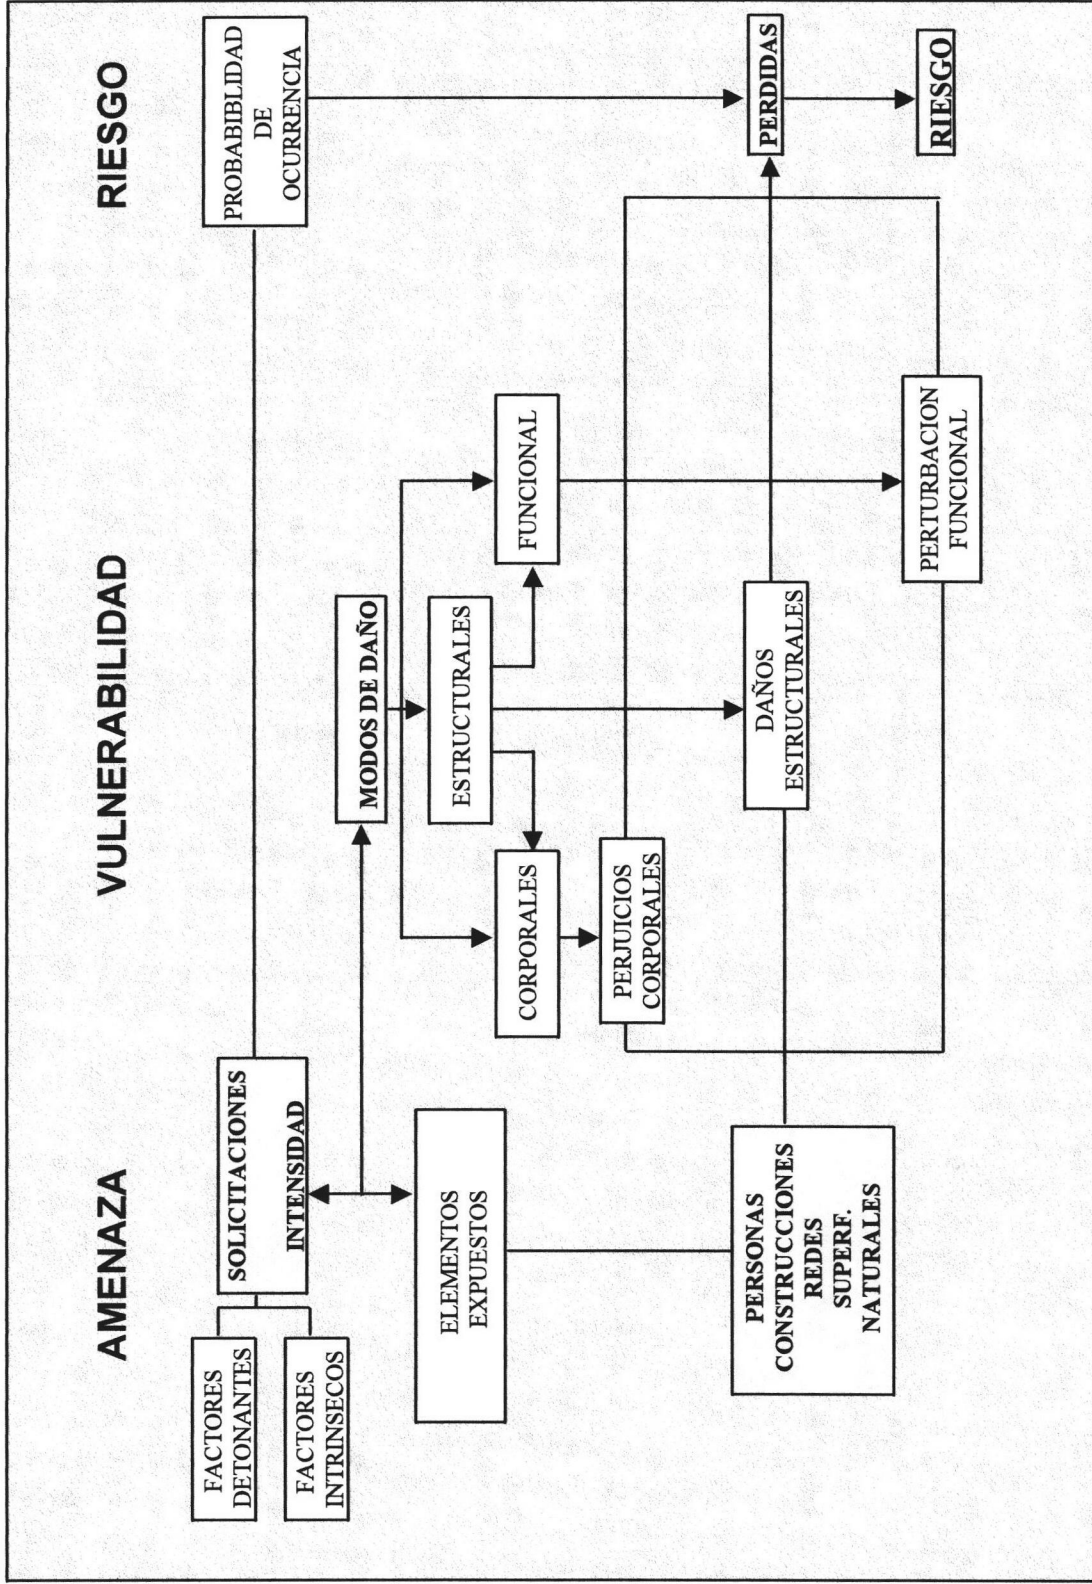 AMENAZA
VULNERABILIDAD
RIESGO
FACTORES
DETONANTES
FACTORES
INTRINSECOS
SOLICITACIONES
INTENSIDAD
PROBABIBLIDAD
DE
OCURRENCIA
MODOS DE DAÑO
ELEMENTOS
EXPUESTOS
ESTRUCTURALES
CORPORALES
FUNCIONAL
PERJUICIOS
CORPORALES
PERSONAS
CONSTRUCCIONES
REDES
SUPERF.
NATURALES
DAÑOS
ESTRUCTURALES
PERDIDAS
PERTURBACION
FUNCIONAL
RIESGO